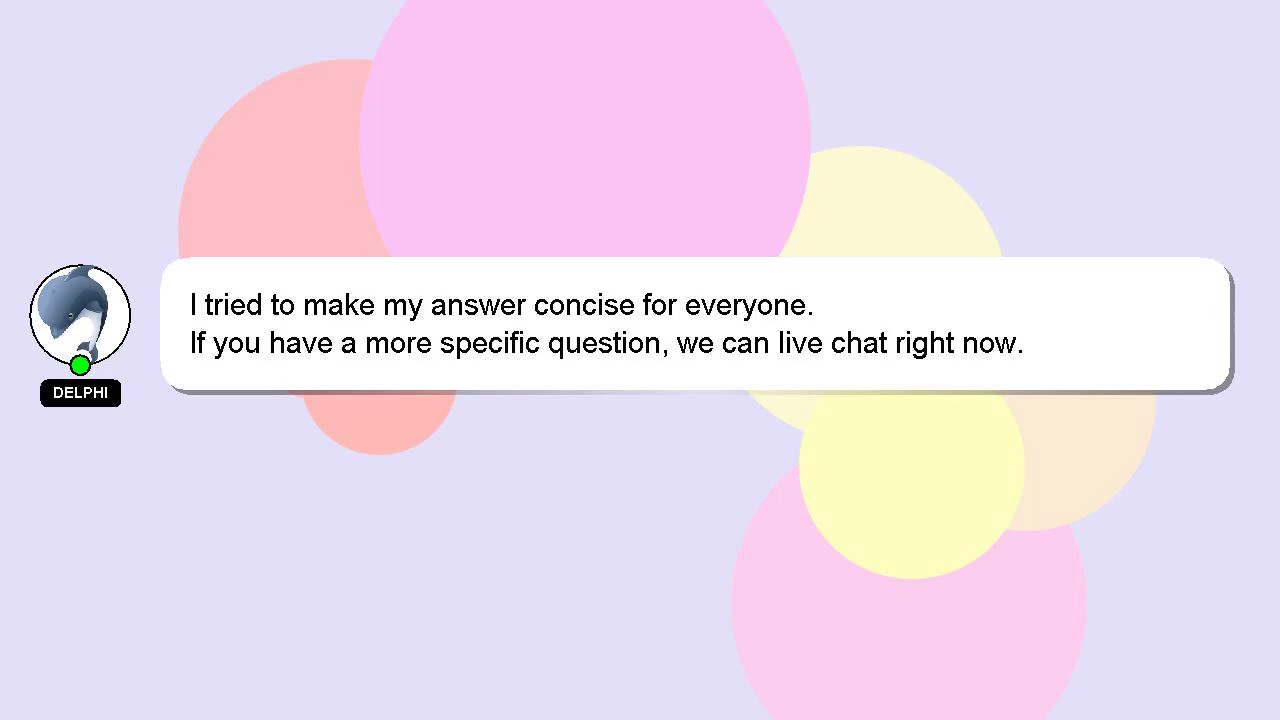 I tried to make my answer concise for everyone.
If you have a more specific question, we can live chat right now.
DELPHI